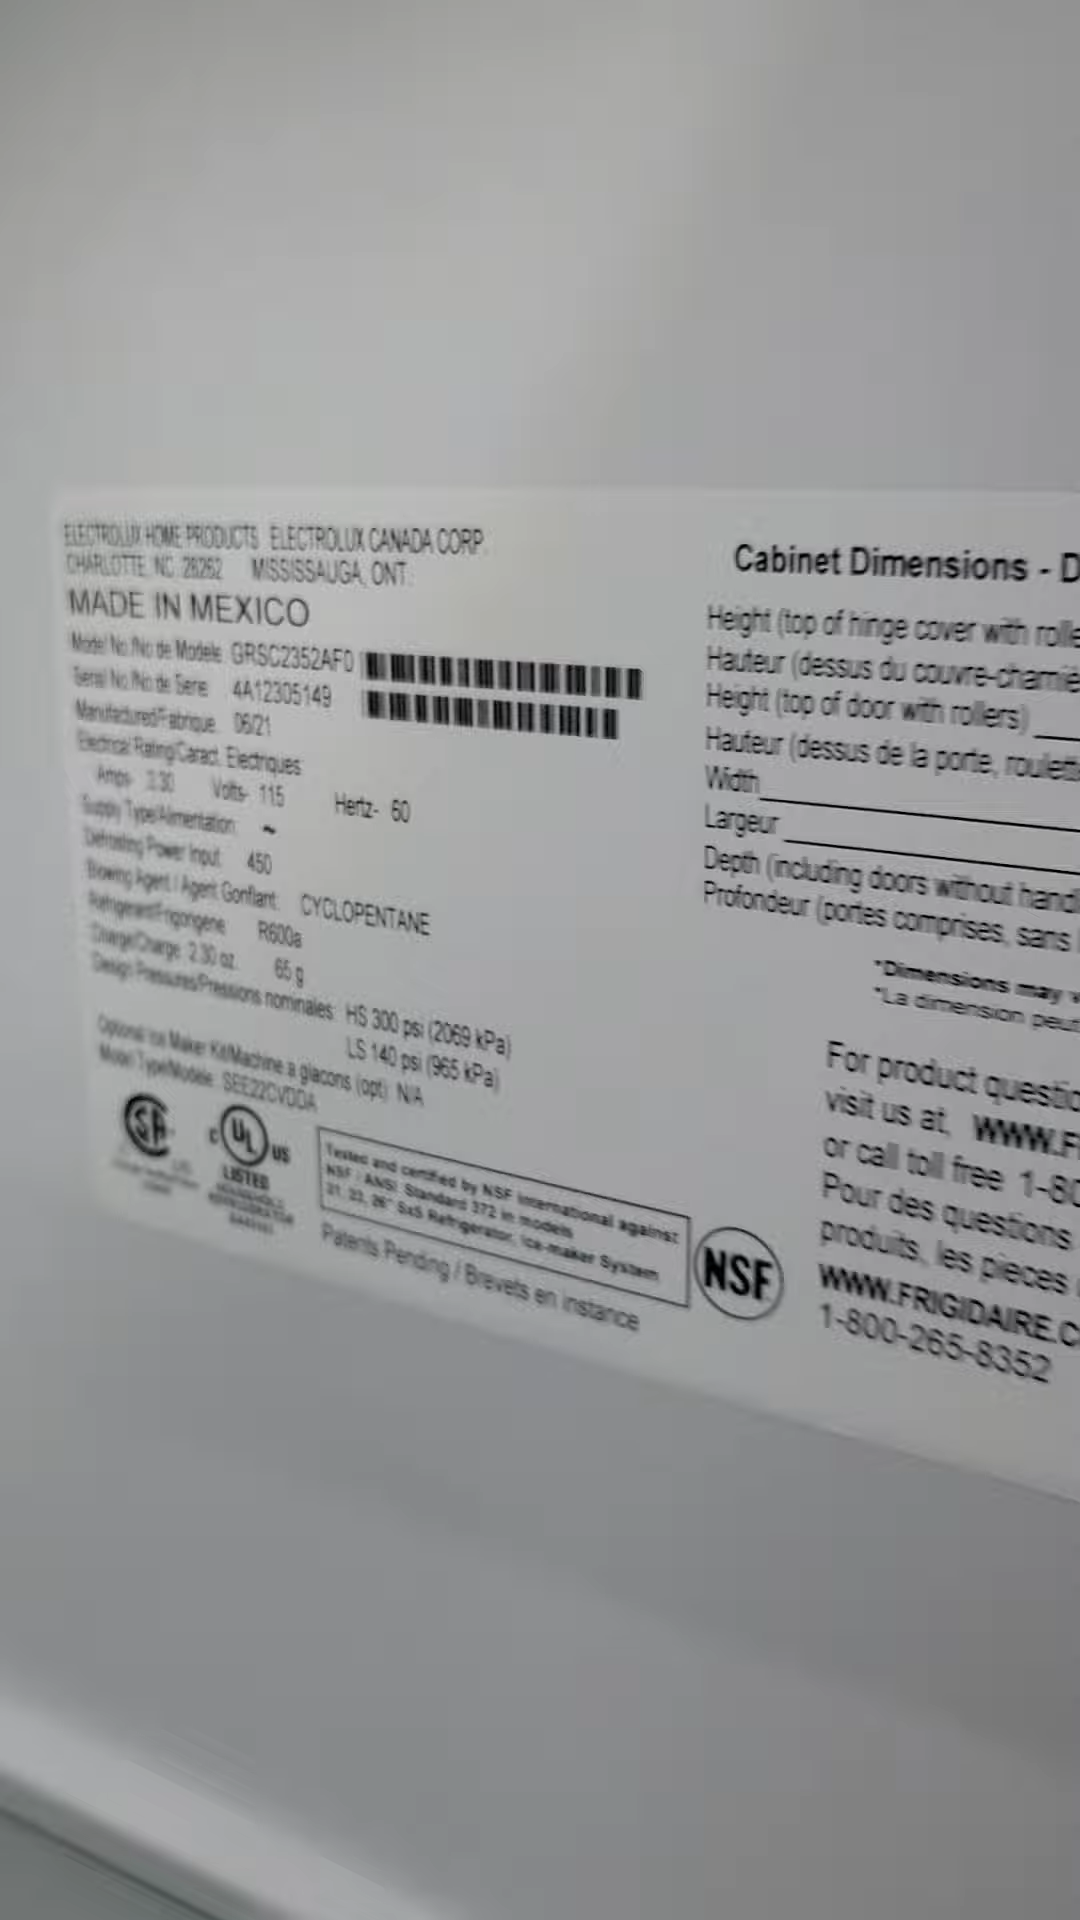 ELECTROLUX HOME PRODUCTS ELECTROLUX CANADA CORP.
CHARLOTTE, NC 28262 MISSISSAUGA, ONT.
MADE IN MEXICO
Model No./No de Modele: GRSC2352AF0
Serial No./No de Serie: 4A12305149
Manufactured/Fabrique: 06/21
Electrical Rating/Caract. Electriques:
Amps- 3.30 Volts- 115 Hertz- 60
Supply Type/Alimentation: ~
Defrosting Power Input: 450
Blowing Agent / Agent Gonflant: CYCLOPENTANE
Refrigerant/Frigorigene R600a
Charge/Charge 2.30 oz. 65 g
Design Pressures/Pressions nominales: HS 300 psi (2069 kPa)
LS 140 psi (965 kPa)
Optional Ice Maker Kit/Machine a glacons (opt) N/A
Model Type/Modèle: SEE22CVDDA
SA
C UL US
LISTED
HOUSEHOLD
REFRIGERATOR
Tested and certified by NSF International against
NSF / ANSI Standard 372 in models
31, 33, 26" SxS Refrigerator, Ice-maker System
NSF
Patents Pending / Brevets en instance
Cabinet Dimensions - D
Height (top of hinge cover with rolle
Hauteur (dessus du couvre-charniè
Height (top of door with rollers)
Hauteur (dessus de la porte, roulett
Width
Largeur
Depth (including doors without handl
Profondeur (portes comprises, sans
*Dimensions may v
*La dimension peut
For product questio
visit us at: WWW.F
or call toll free 1-80
Pour des questions
produits, les pieces
WWW.FRIGIDAIRE.C
1-800-265-8352